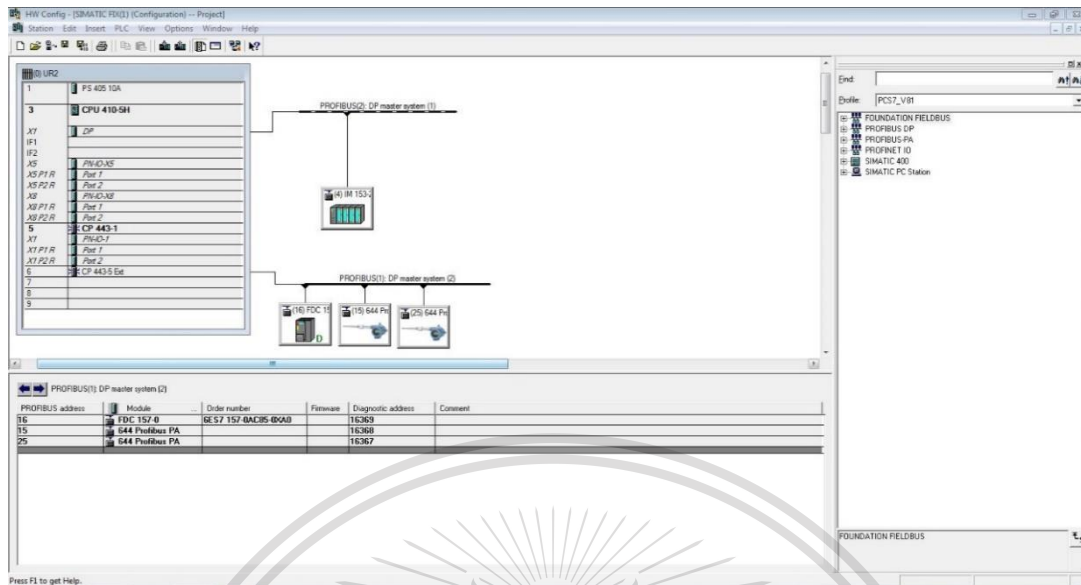 HW Config - [SIMATIC FIX(1) (Configuration) -- Project]
Station Edit Insert PLC View Options Window Help
(0) UR2
1 PS 405 10A
3 CPU 410-5H
X1 DP
IF1
IF2
X5 PN-IO-X5
X5 P1 R Port 1
X5 P2 R Port 2
X8 PN-IO-X8
X8 P1 R Port 1
X8 P2 R Port 2
5 CP 443-1
X1 PN-IO-1
X1 P1 R Port 1
X1 P2 R Port 2
6 CP 443-5 Ext
7
8
9
PROFIBUS(2): DP master system (1)
(4) IM 153-2
PROFIBUS(1): DP master system (2)
(16) FDC 15
(15) 644 Pr
(25) 644 Pr
D
Find:
Profile: PCS7_V81
FOUNDATION FIELDBUS
PROFIBUS DP
PROFIBUS-PA
PROFINET IO
SIMATIC 400
SIMATIC PC Station
PROFIBUS(1): DP master system (2)
PROFIBUS address Module ... Order number Firmware Diagnostic address Comment
16 FDC 157-0 6ES7 157-0AC85-0XA0 16369
15 644 Profibus PA 16368
25 644 Profibus PA 16367
FOUNDATION FIELDBUS
Press F1 to get Help.